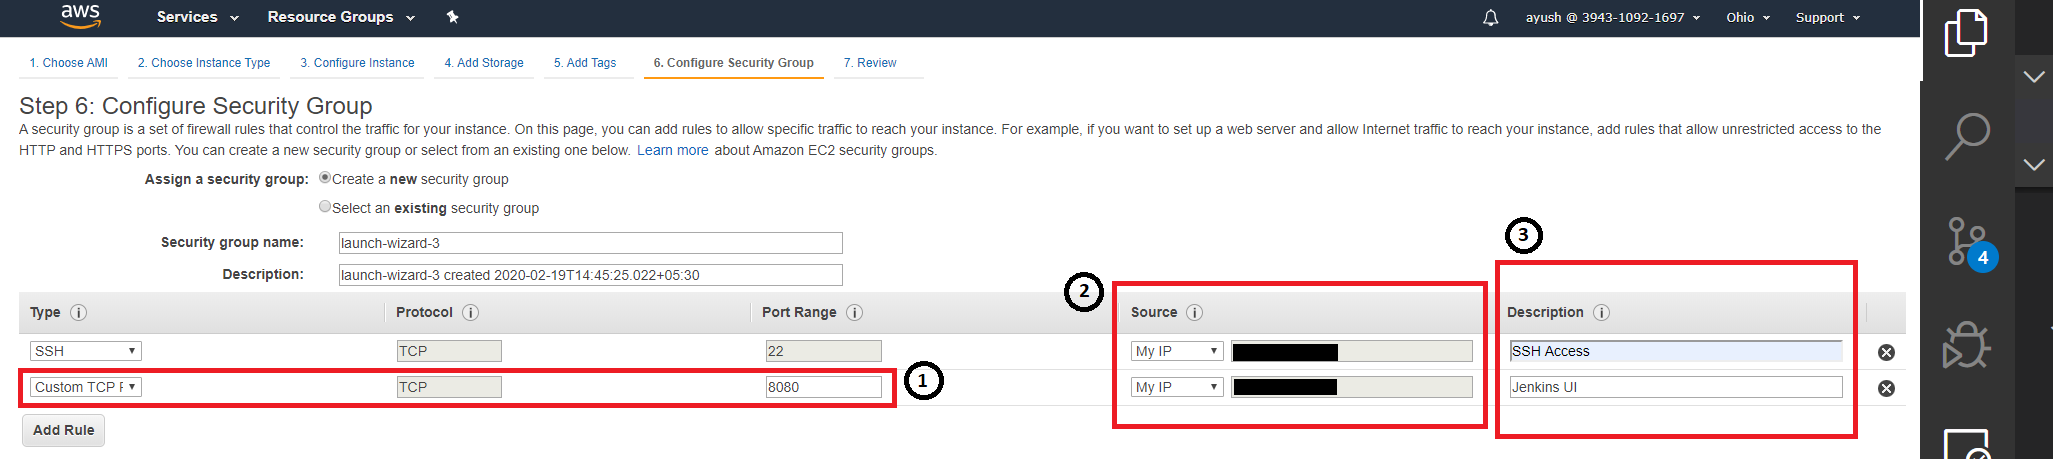 aws Services Resource Groups ayush @ 3943-1092-1697 Ohio Support
1. Choose AMI 2. Choose Instance Type 3. Configure Instance 4. Add Storage 5. Add Tags 6. Configure Security Group 7. Review
Step 6: Configure Security Group
A security group is a set of firewall rules that control the traffic for your instance. On this page, you can add rules to allow specific traffic to reach your instance. For example, if you want to set up a web server and allow Internet traffic to reach your instance, add rules that allow unrestricted access to the
HTTP and HTTPS ports. You can create a new security group or select from an existing one below. Learn more about Amazon EC2 security groups.
Assign a security group: Create a new security group
Select an existing security group
3
Security group name: launch-wizard-3
4
Description: launch-wizard-3 created 2020-02-19T14:45:25.022+05:30
2
Type i Protocol i Port Range i Source i Description i
SSH TCP 22 My IP SSH Access
Custom TCP F TCP 8080 1 My IP Jenkins UI
Add Rule